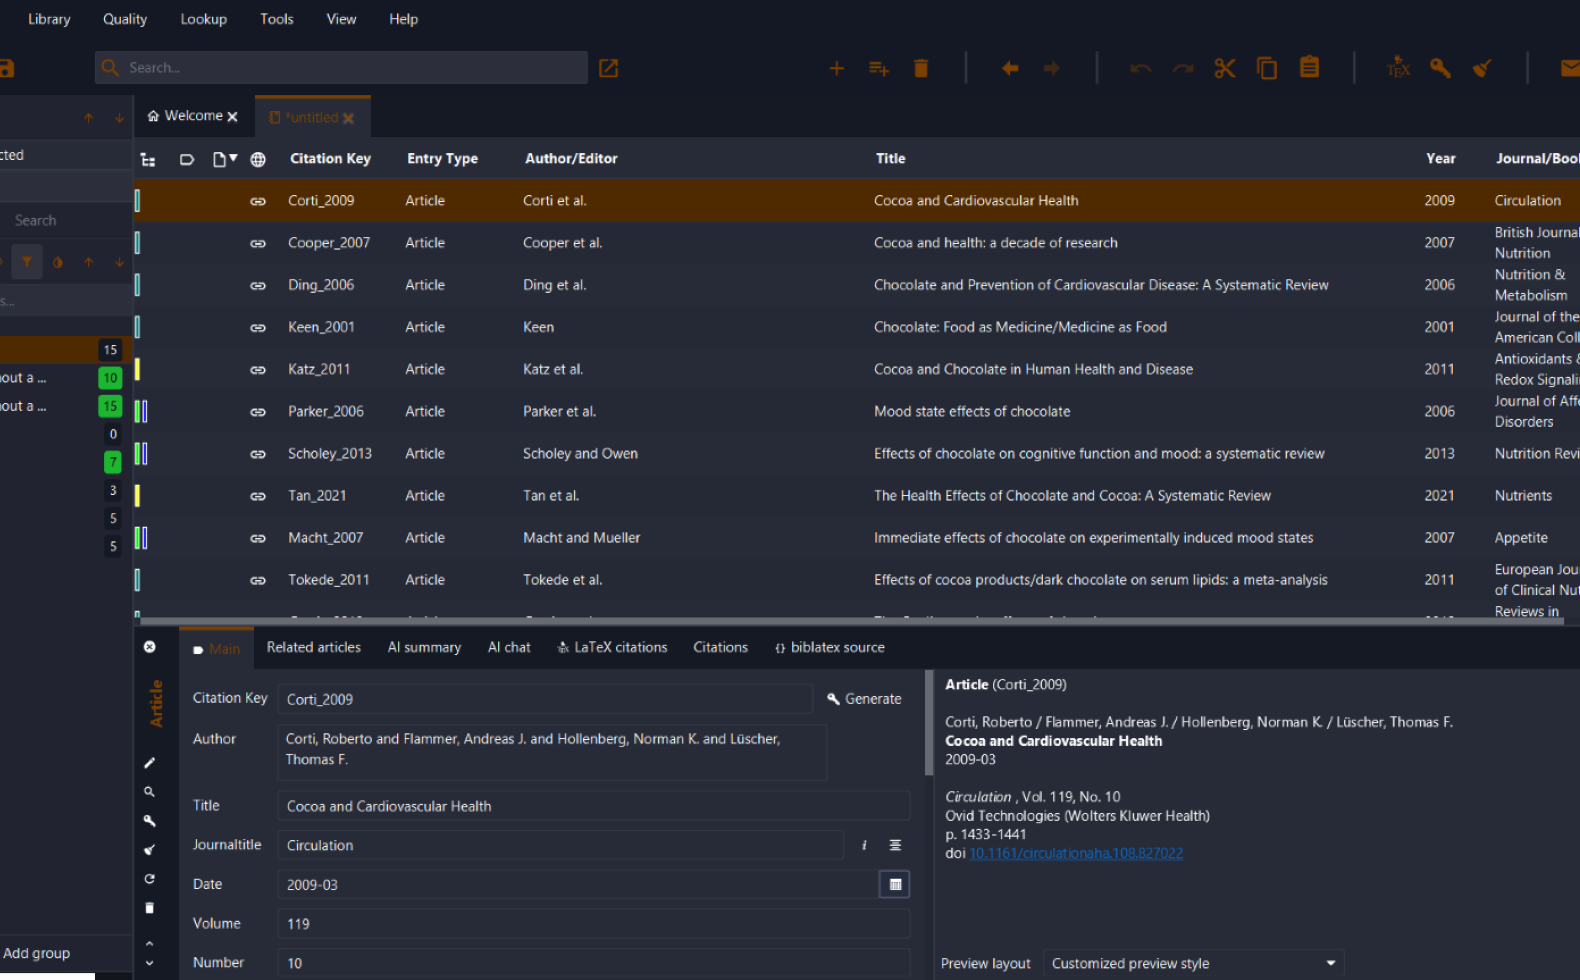 Library Quality Lookup Tools View Help
Search...
Welcome *untitled
cted
Citation Key Entry Type Author/Editor Title Year Journal/Bool
Corti_2009 Article Corti et al. Cocoa and Cardiovascular Health 2009 Circulation
Search
Cooper_2007 Article Cooper et al. Cocoa and health: a decade of research 2007 British Journal
Nutrition
Ding_2006 Article Ding et al. Chocolate and Prevention of Cardiovascular Disease: A Systematic Review 2006 Nutrition &
Metabolism
s...
Keen_2001 Article Keen Chocolate: Food as Medicine/Medicine as Food 2001 Journal of the
American Coll
15
Katz_2011 Article Katz et al. Cocoa and Chocolate in Human Health and Disease 2011 Antioxidants &
Redox Signali
out a ... 10
out a ... 15
Parker_2006 Article Parker et al. Mood state effects of chocolate 2006 Journal of Affe
Disorders
0
Scholey_2013 Article Scholey and Owen Effects of chocolate on cognitive function and mood: a systematic review 2013 Nutrition Revi
7
3
Tan_2021 Article Tan et al. The Health Effects of Chocolate and Cocoa: A Systematic Review 2021 Nutrients
5
Macht_2007 Article Macht and Mueller Immediate effects of chocolate on experimentally induced mood states 2007 Appetite
5
Tokede_2011 Article Tokede et al. Effects of cocoa products/dark chocolate on serum lipids: a meta-analysis 2011 European Jou
of Clinical Nut
Reviews in
Main Related articles AI summary AI chat LaTeX citations Citations {} biblatex source
Article
Citation Key Corti_2009 Generate
Author Corti, Roberto and Flammer, Andreas J. and Hollenberg, Norman K. and Lüscher,
Thomas F.
Title Cocoa and Cardiovascular Health
Journaltitle Circulation i
Date 2009-03
Volume 119
Number 10
Article (Corti_2009)
Corti, Roberto / Flammer, Andreas J. / Hollenberg, Norman K. / Lüscher, Thomas F.
Cocoa and Cardiovascular Health
2009-03
Circulation , Vol. 119, No. 10
Ovid Technologies (Wolters Kluwer Health)
p. 1433-1441
doi 10.1161/circulationaha.108.827022
Add group
Preview layout Customized preview style